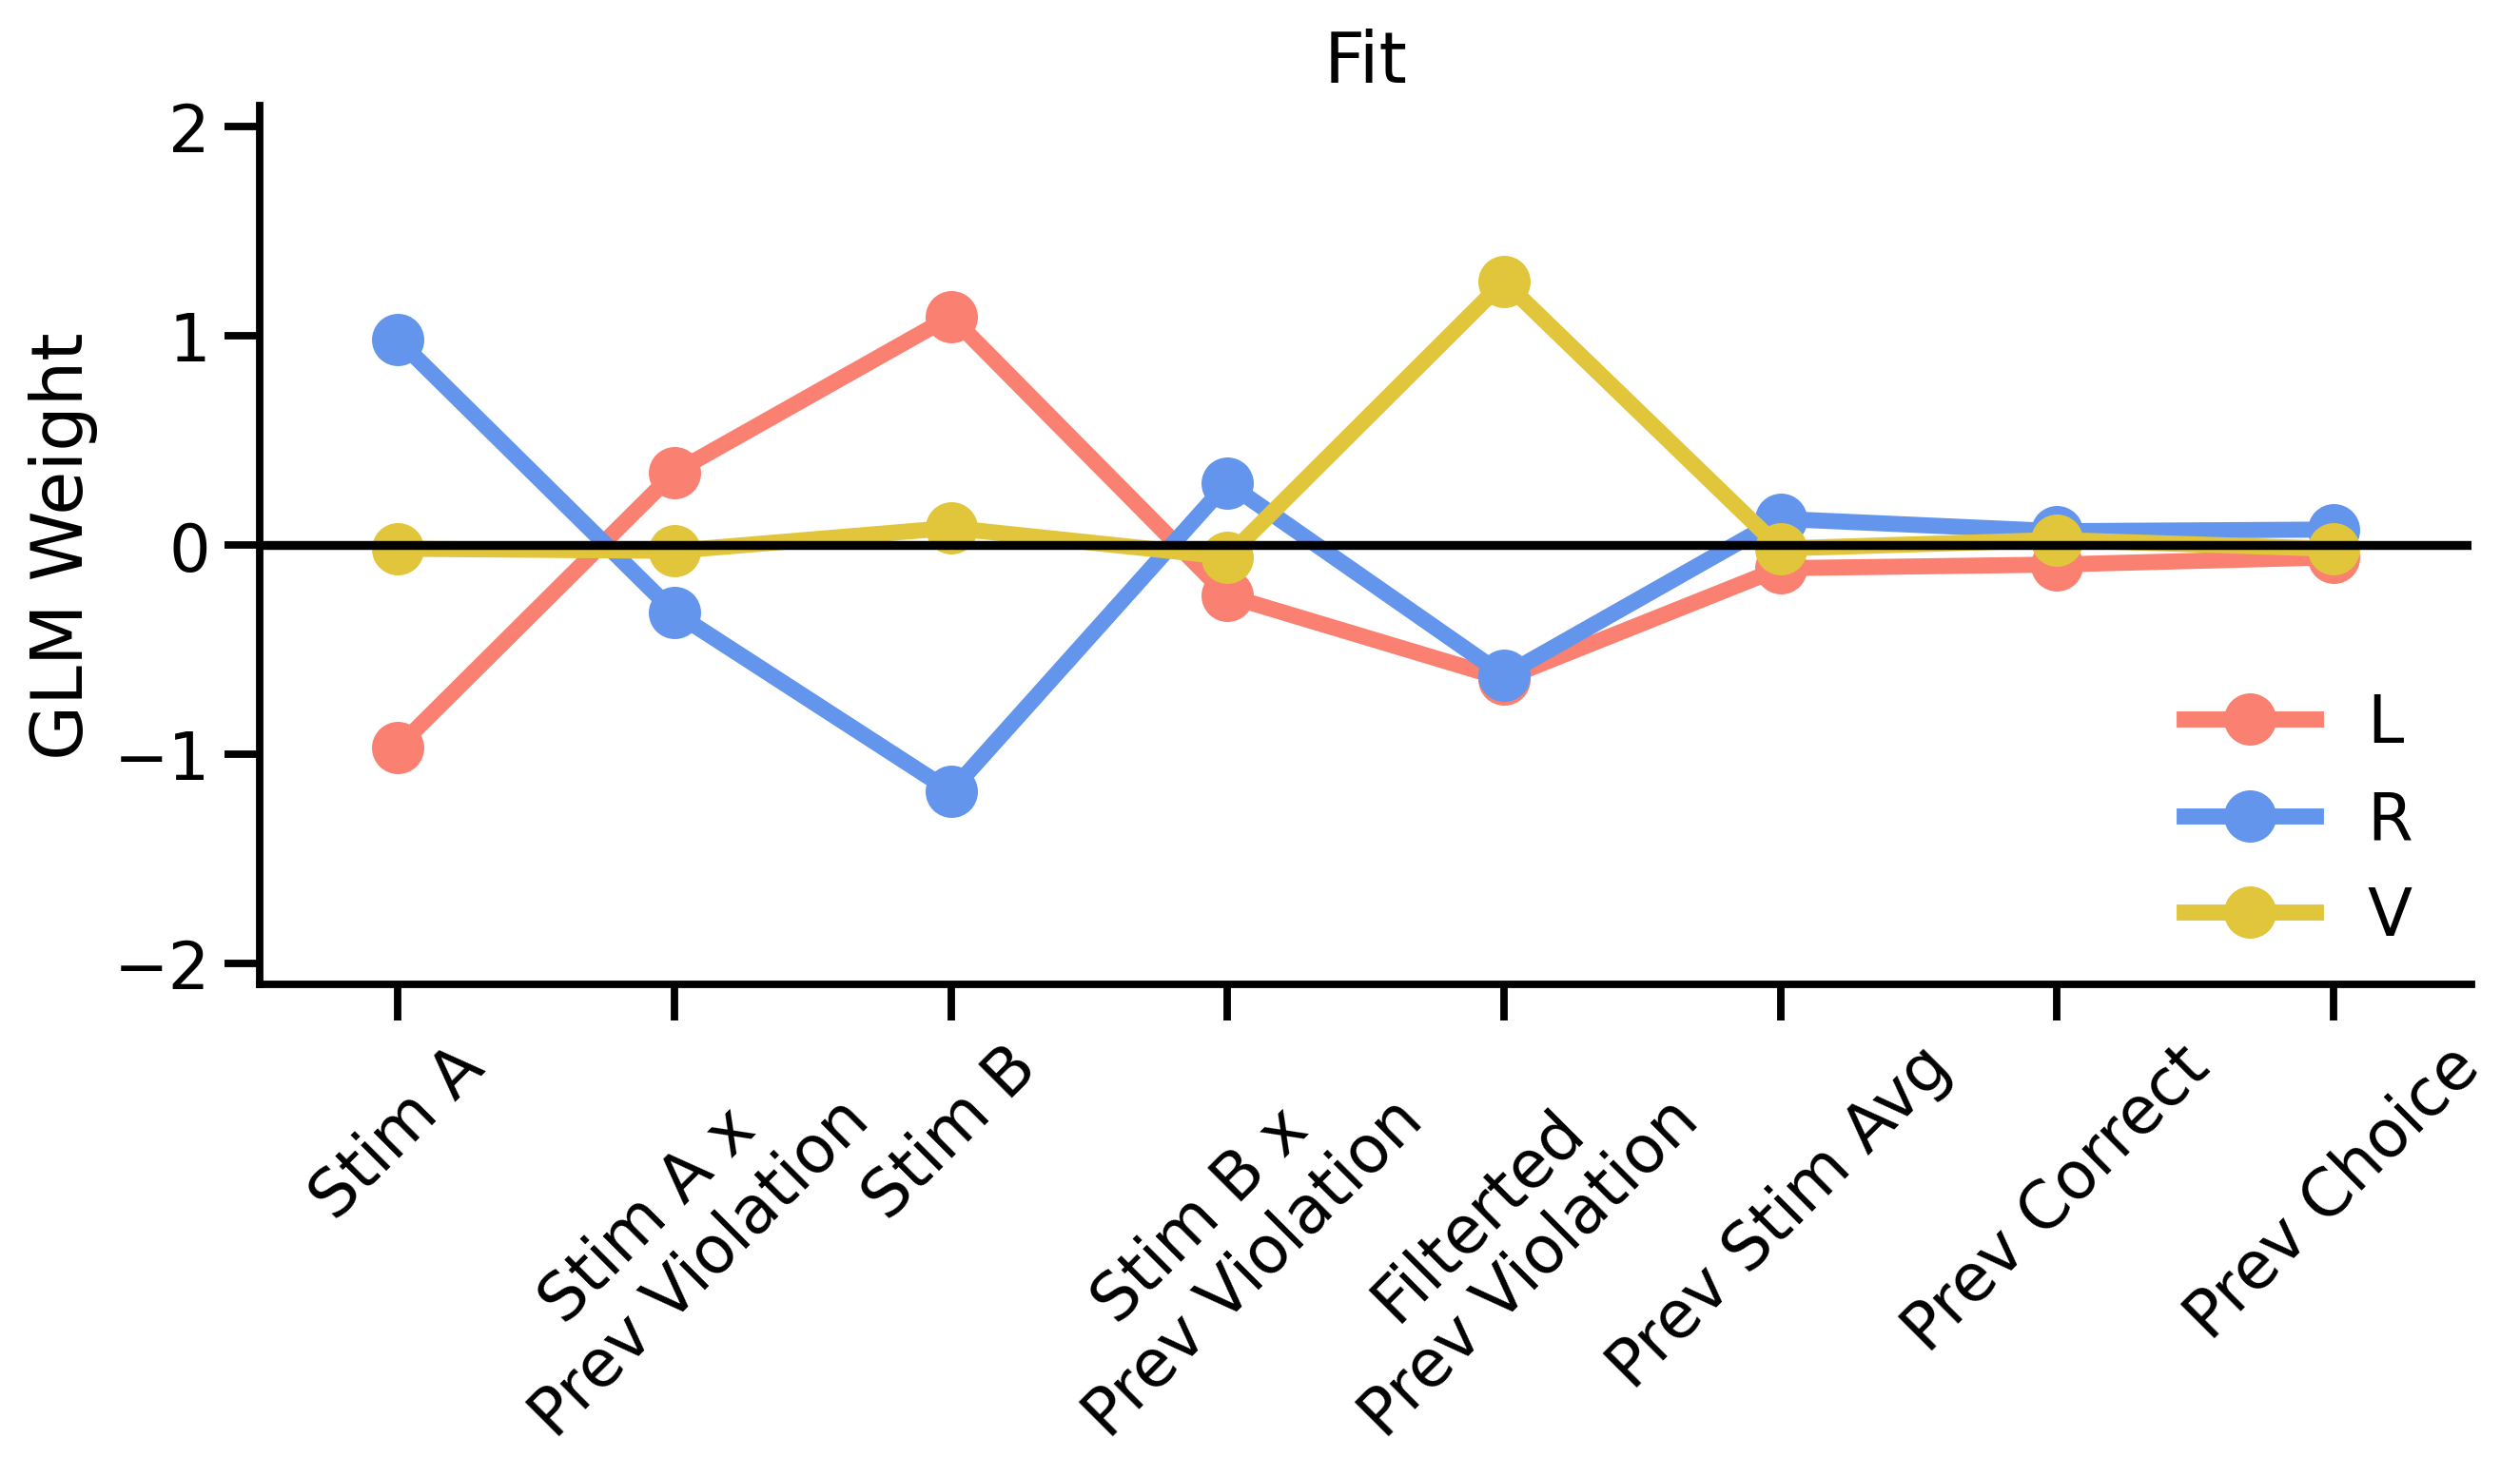 Fit
GLM Weight
2
1
0
−1
−2
L
R
V
Stim A
Stim A x
Prev Violation
Stim B
Stim B x
Prev Violation
Filtered
Prev Violation
Prev Stim Avg
Prev Correct
Prev Choice